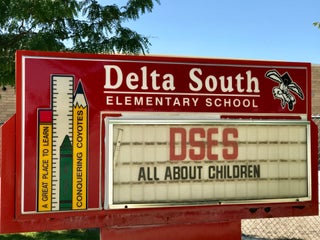 Delta South
ELEMENTARY SCHOOL
A GREAT PLACE TO LEARN
CONQUERING COYOTES
DSES
ALL ABOUT CHILDREN